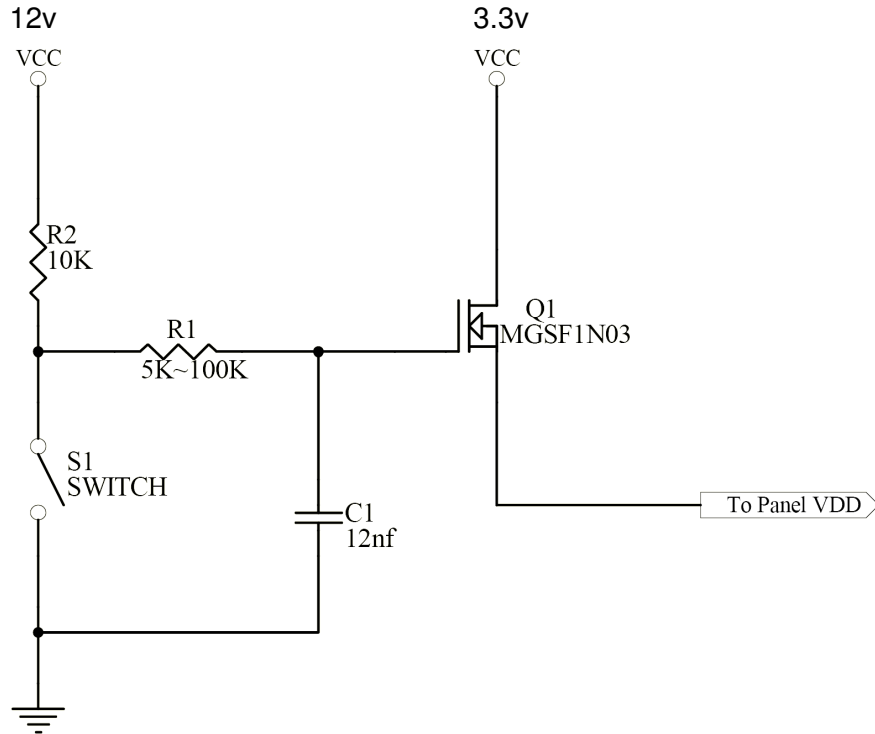 12v
3.3v
VCC
VCC
R2
10K
R1
5K~100K
Q1
MGSF1N03
S1
SWITCH
C1
12nf
To Panel VDD